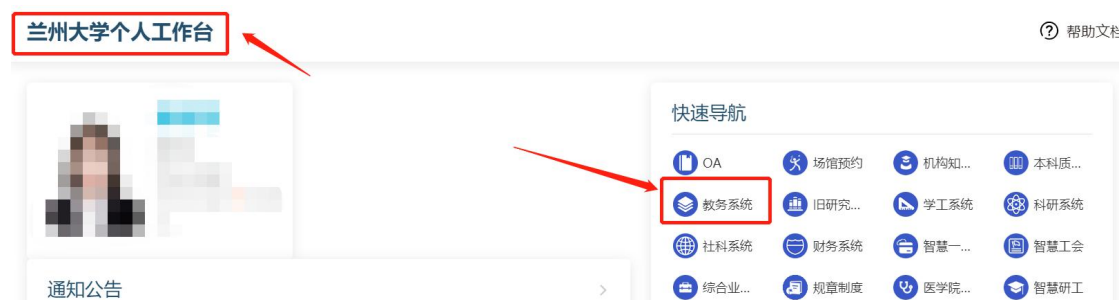 兰州大学个人工作台
帮助文档
快速导航
OA
场馆预约
机构知...
本科质...
教务系统
旧研究...
学工系统
科研系统
社科系统
财务系统
智慧一...
智慧工会
通知公告
综合业...
规章制度
医学院...
智慧研工